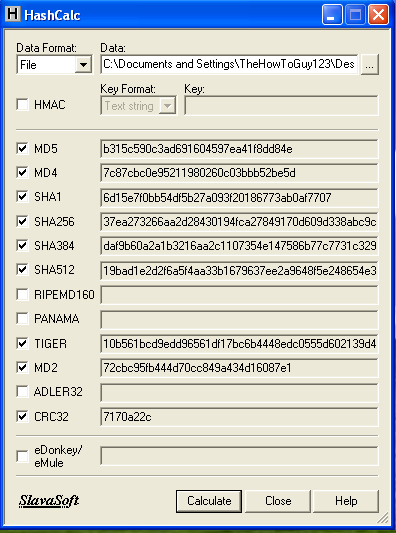 HashCalc
Data Format: Data:
File C:\Documents and Settings\TheHowToGuy123\Des ...
Key Format: Key:
HMAC Text string
MD5 b315c590c3ad691604597ea41f8dd84e
MD4 7c87cbc0e95211980260c03bbb52be5d
SHA1 6d15e7f0bb54df5b27a093f20186773ab0af7707
SHA256 37ea273266aa2d28430194fca27849170d609d338abc9c
SHA384 daf9b60a2a1b3216aa2c1107354e147586b77c7731c329
SHA512 19bad1e2d2f6a5f4aa33b1679637ee2a9648f5e248654e3
RIPEMD160
PANAMA
TIGER 10b561bcd9edd96561df17bc6b4448edc0555d602139d4
MD2 72cbc95fb444d70cc849a434d16087e1
ADLER32
CRC32 7170a22c
eDonkey/
eMule
SlavaSoft Calculate Close Help